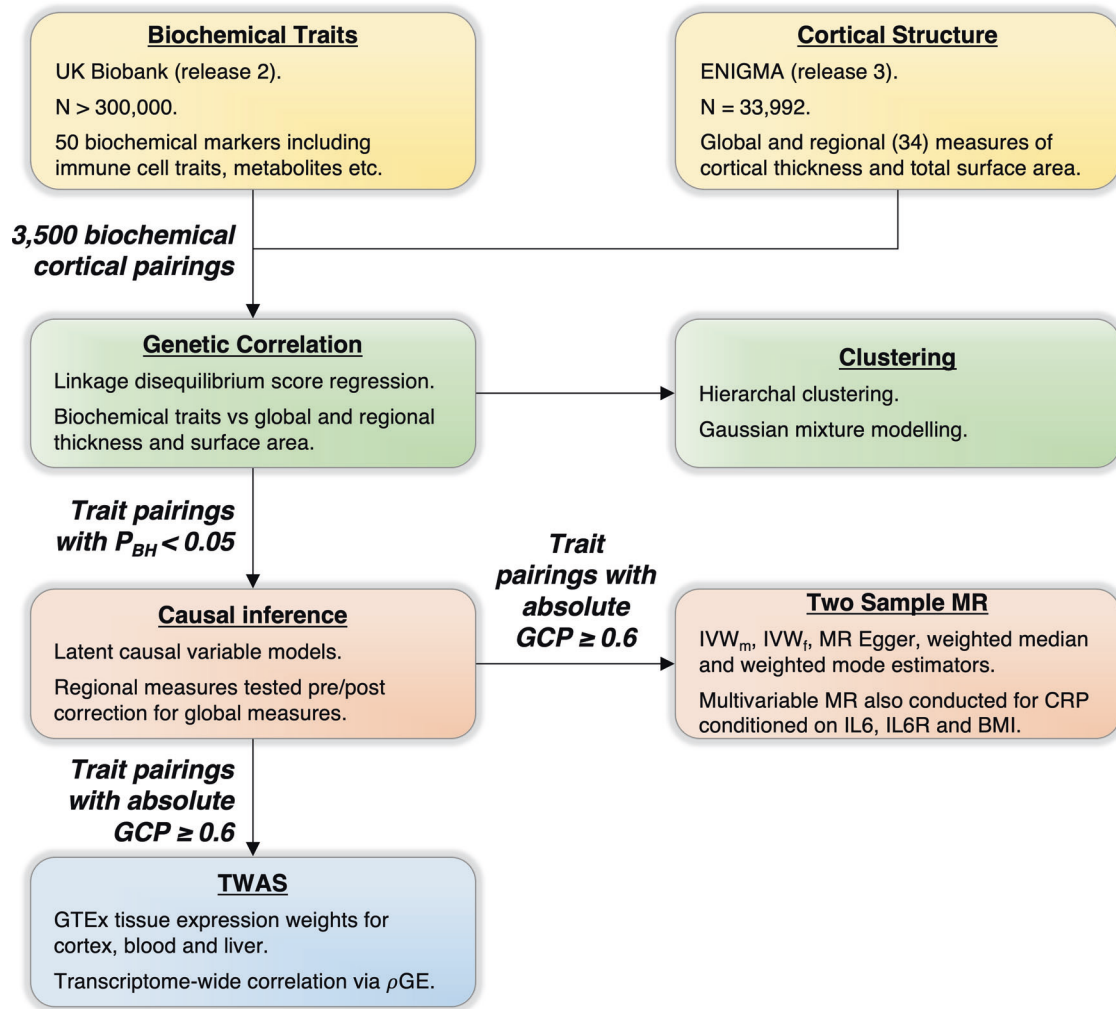 Biochemical Traits
UK Biobank (release 2).
N > 300,000.
50 biochemical markers including
immune cell traits, metabolites etc.
Cortical Structure
ENIGMA (release 3).
N = 33,992.
Global and regional (34) measures of
cortical thickness and total surface area.
3,500 biochemical
cortical pairings
Genetic Correlation
Linkage disequilibrium score regression.
Biochemical traits vs global and regional
thickness and surface area.
Clustering
Hierarchal clustering.
Gaussian mixture modelling.
Trait pairings
with P_BH < 0.05
Trait
pairings with
absolute
GCP ≥ 0.6
Causal inference
Latent causal variable models.
Regional measures tested pre/post
correction for global measures.
Two Sample MR
IVW_m, IVW_f, MR Egger, weighted median
and weighted mode estimators.
Multivariable MR also conducted for CRP
conditioned on IL6, IL6R and BMI.
Trait pairings
with absolute
GCP ≥ 0.6
TWAS
GTEx tissue expression weights for
cortex, blood and liver.
Transcriptome-wide correlation via ρGE.